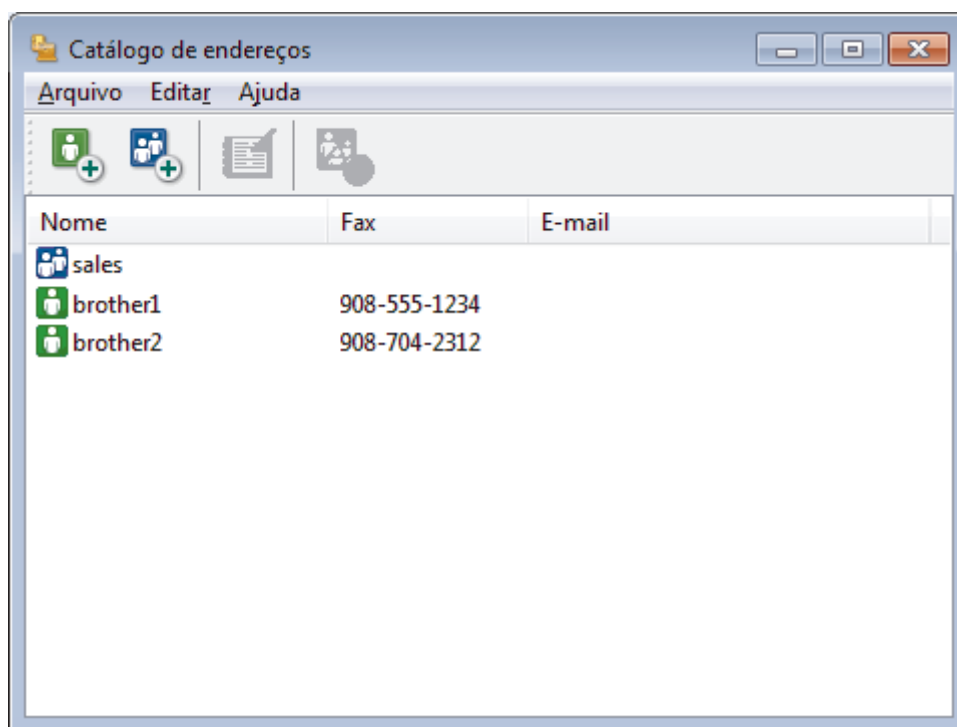 Catálogo de endereços
Arquivo Editar Ajuda
Nome Fax E-mail
sales
brother1 908-555-1234
brother2 908-704-2312